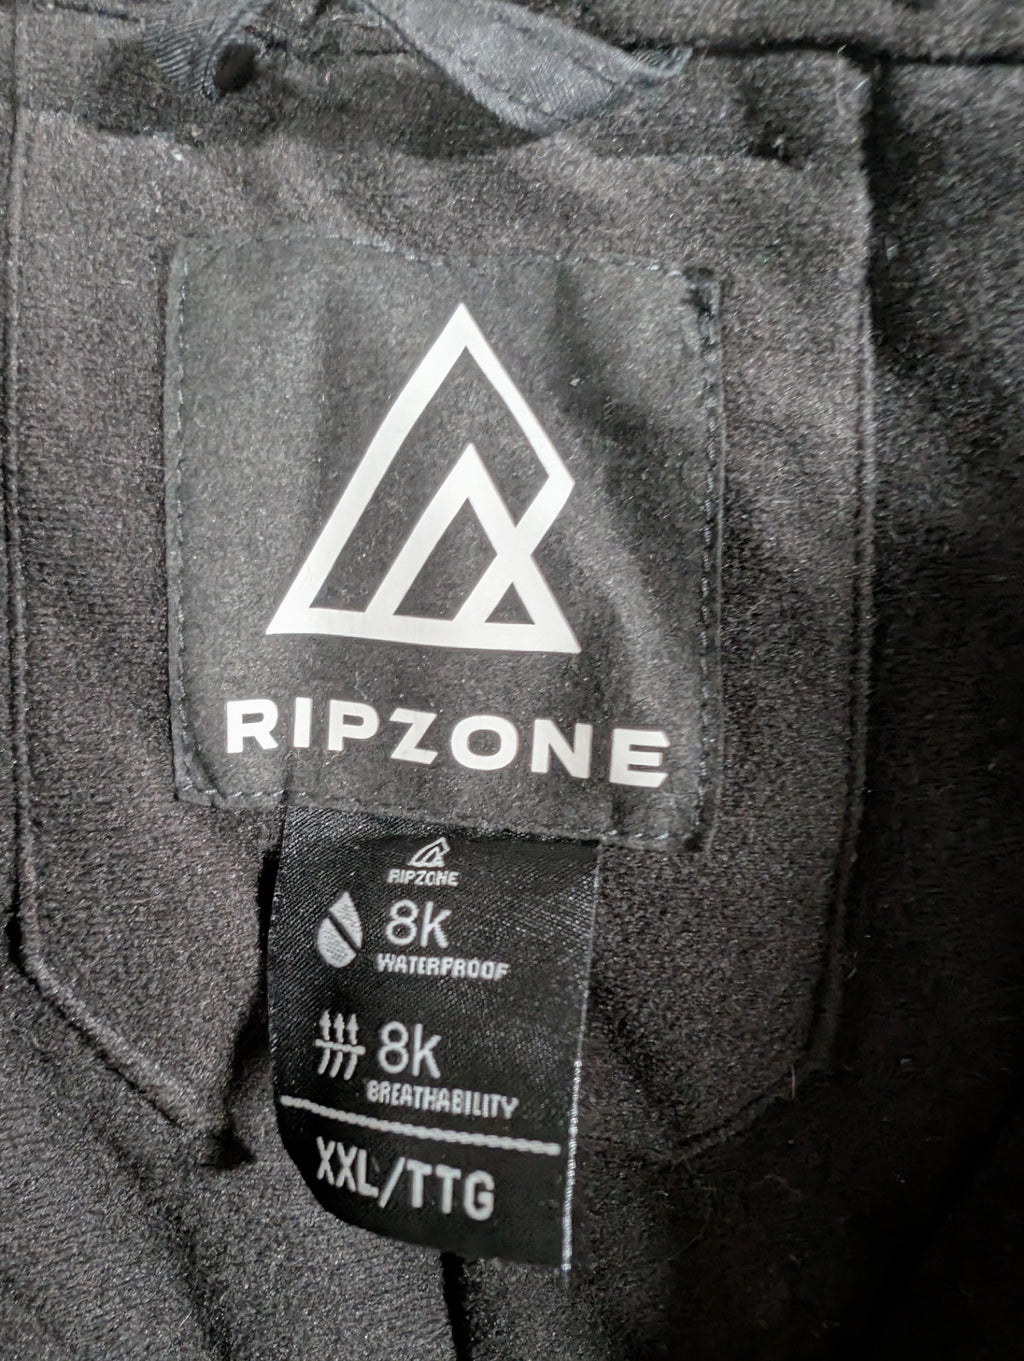 RIPZONE
RIPZONE
8k
WATERPROOF
8k
BREATHABILITY
XXL/TTG